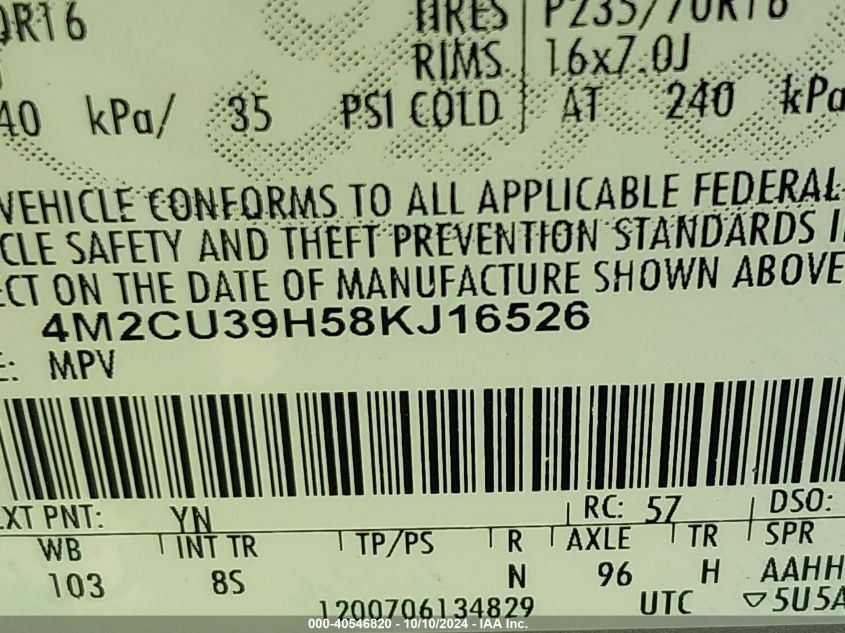 0R16 TIRES P235/70R16
RIMS 16x7.0J
40 kPa/ 35 PSI COLD AT 240 kPa
VEHICLE CONFORMS TO ALL APPLICABLE FEDERAL
CLE SAFETY AND THEFT PREVENTION STANDARDS I
ECT ON THE DATE OF MANUFACTURE SHOWN ABOVE
4M2CU39H58KJ16526
E: MPV
EXT PNT: YN RC: 57 DSO:
WB INT TR TP/PS R AXLE TR SPR
103 8S N 96 H AAHH
1200706134829 UTC ▽5U5A
000-40546820 - 10/10/2024 - IAA Inc.